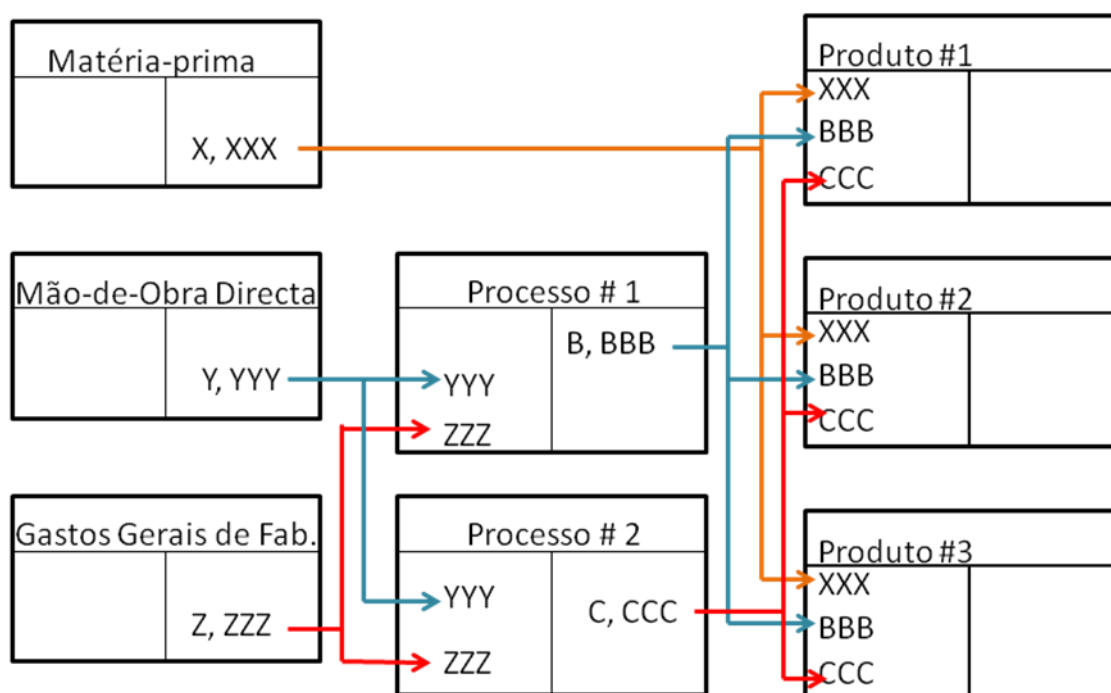 Matéria-prima
X, XXX
Mão-de-Obra Directa
Y, YYY
Gastos Gerais de Fab.
Z, ZZZ
Processo # 1
B, BBB
YYY
ZZZ
Processo # 2
YYY
C, CCC
ZZZ
Produto #1
XXX
BBB
CCC
Produto #2
XXX
BBB
CCC
Produto #3
XXX
BBB
CCC